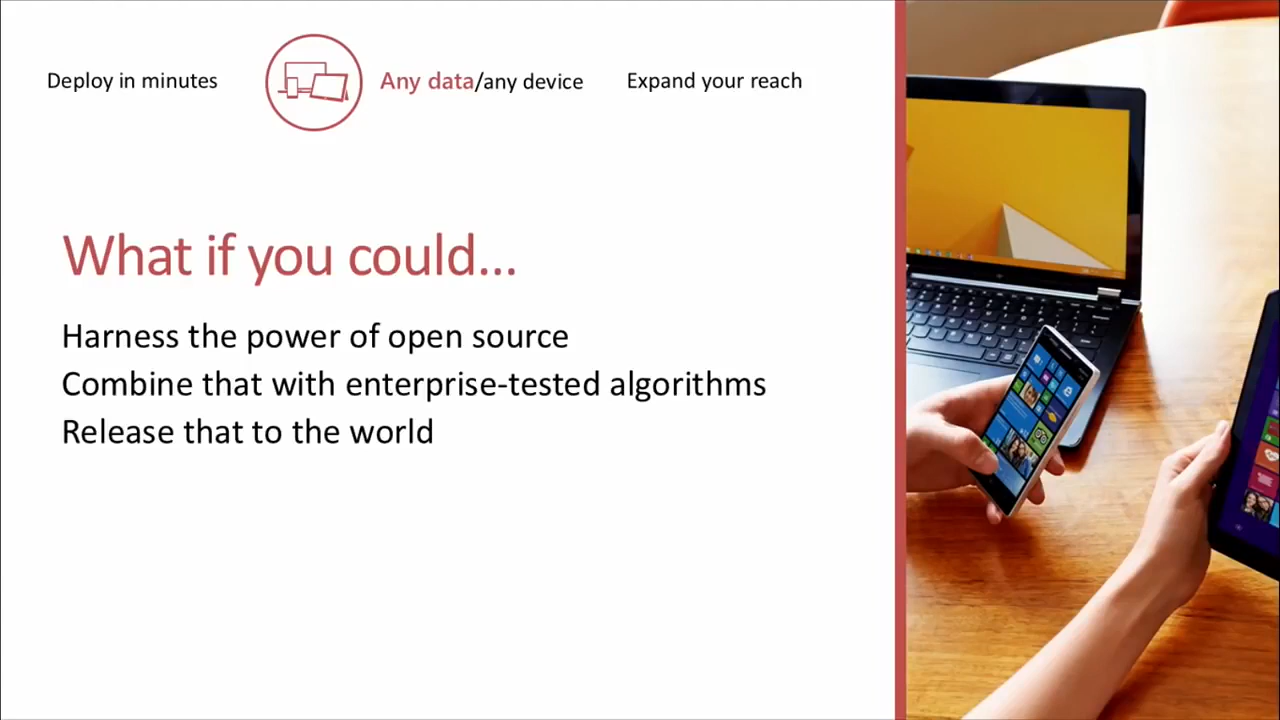 Deploy in minutes
Any data/any device
Expand your reach
What if you could...
Harness the power of open source
Combine that with enterprise-tested algorithms
Release that to the world